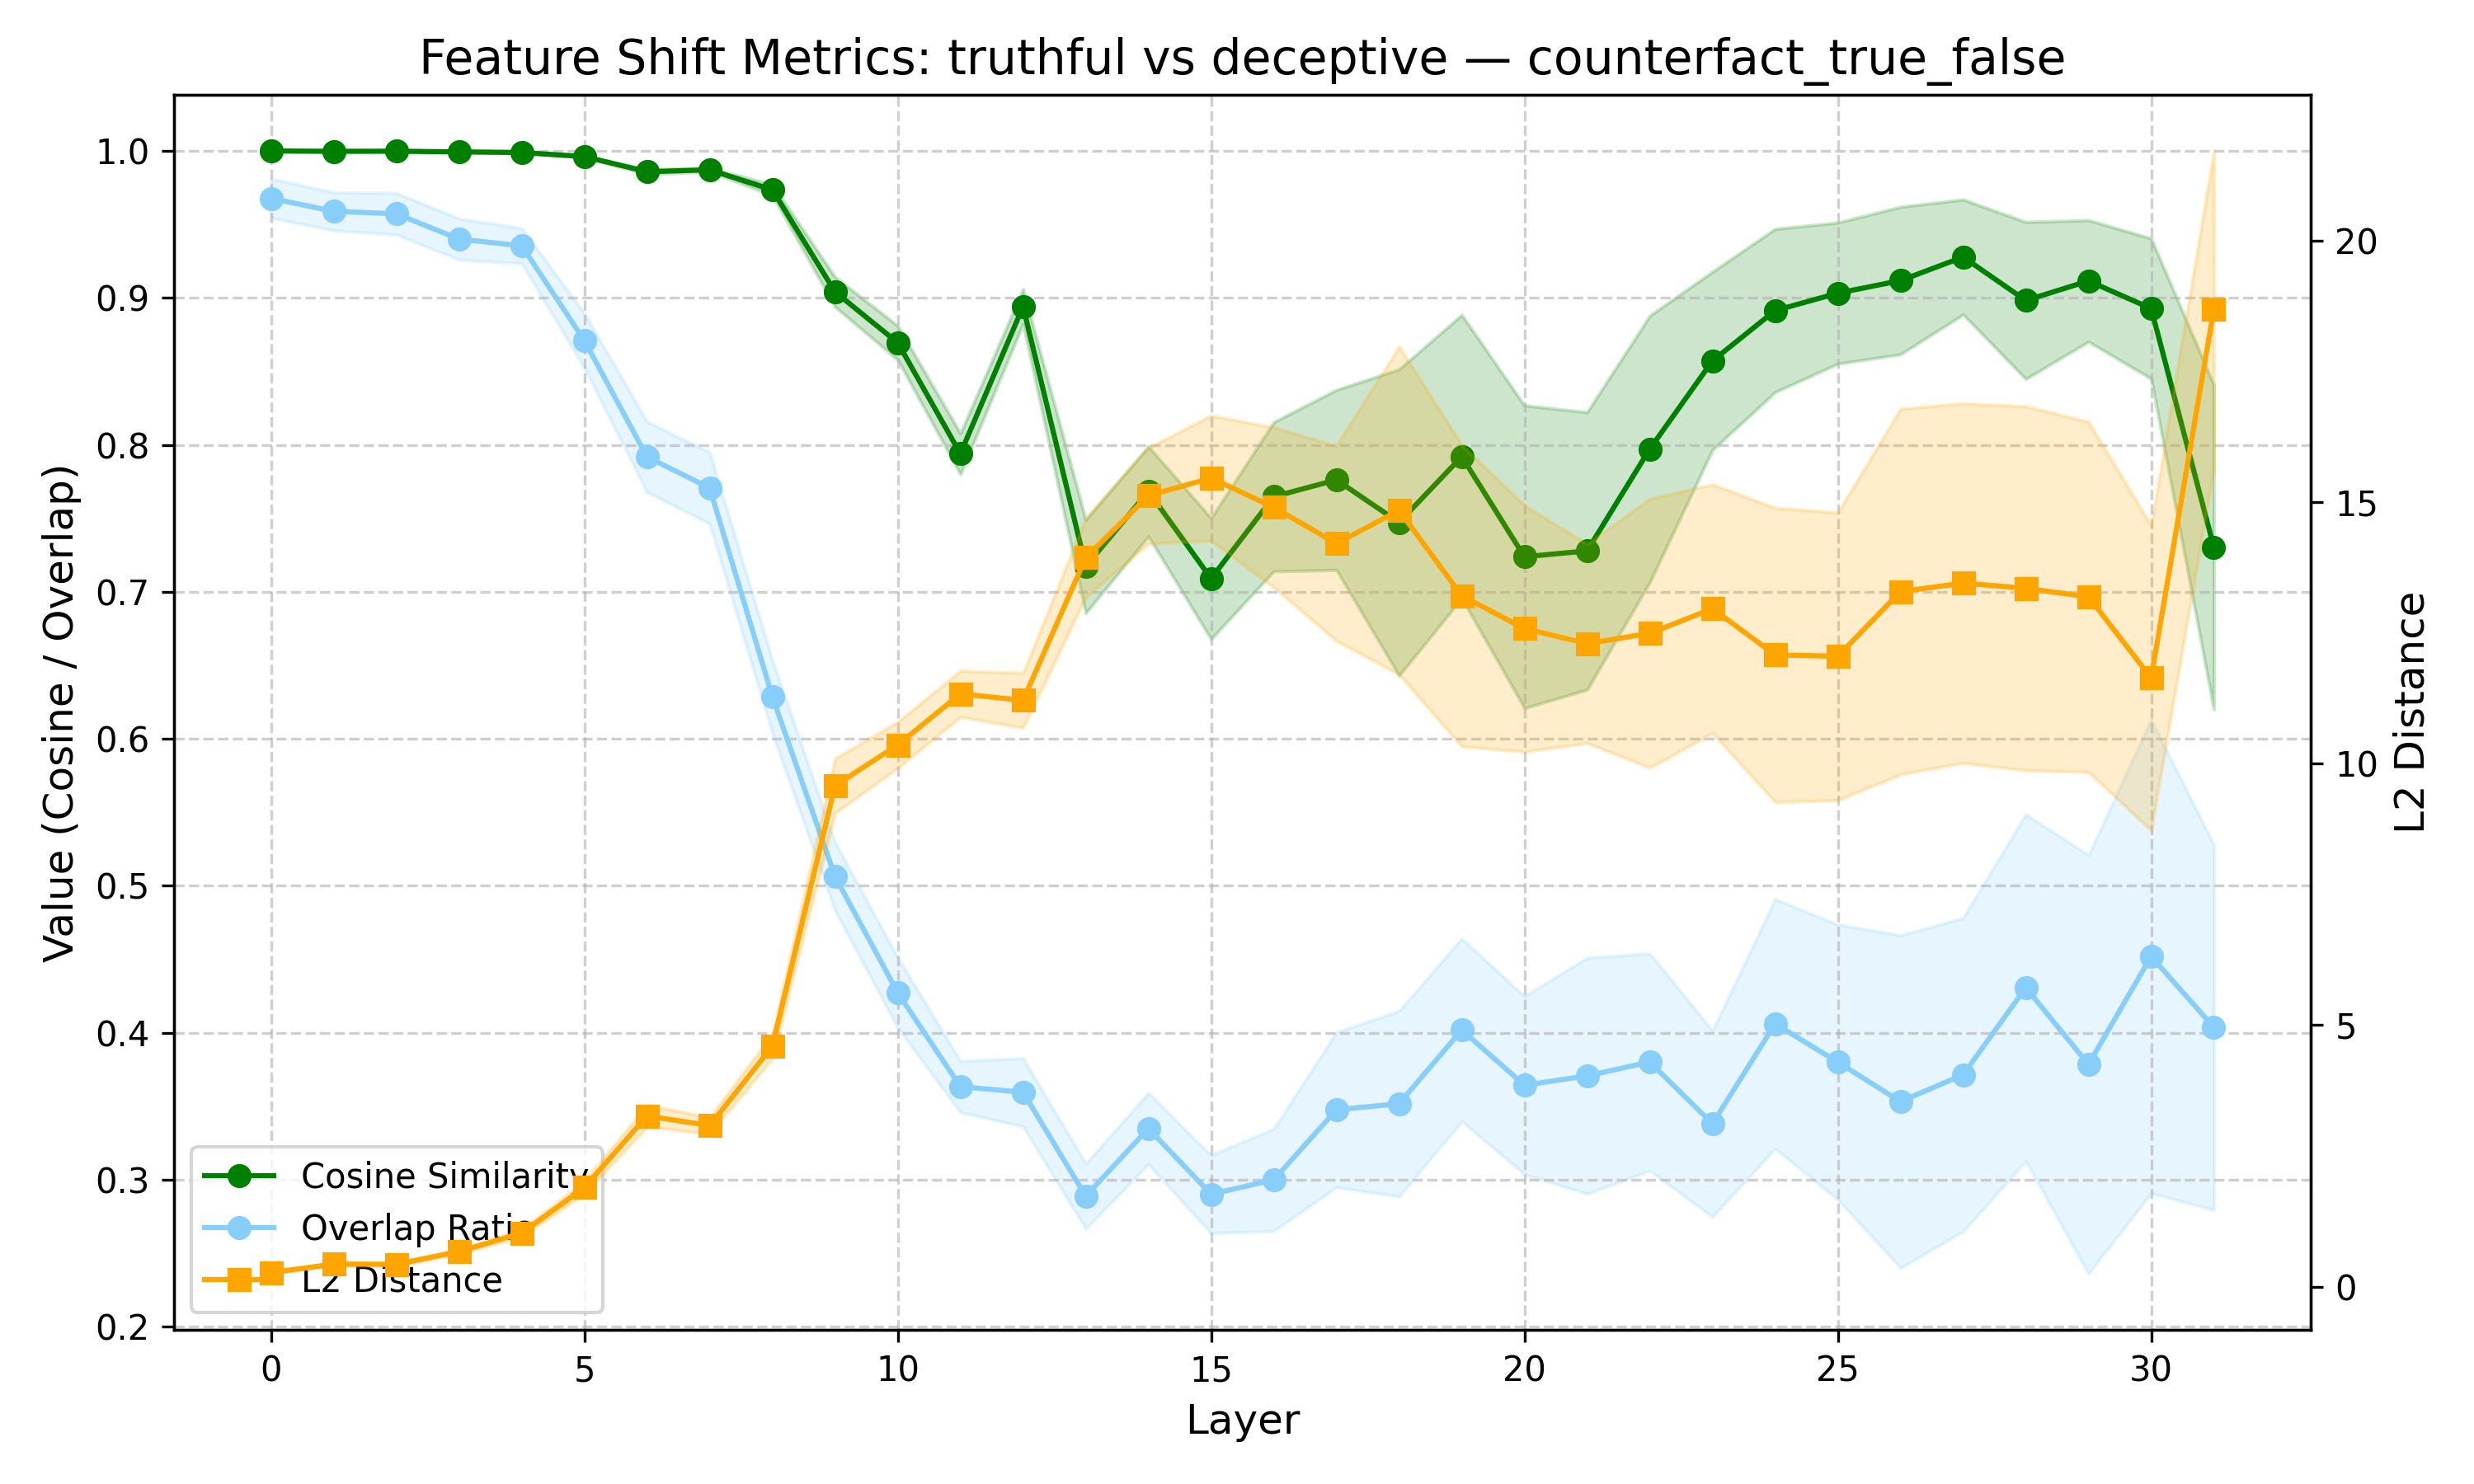 Feature Shift Metrics: truthful vs deceptive — counterfact_true_false
Value (Cosine / Overlap)
1.0
0.9
0.8
0.7
0.6
0.5
0.4
0.3
0.2
Cosine Similarity
Overlap Ratio
L2 Distance
20
15
10
5
0
L2 Distance
0 5 10 15 20 25 30
Layer